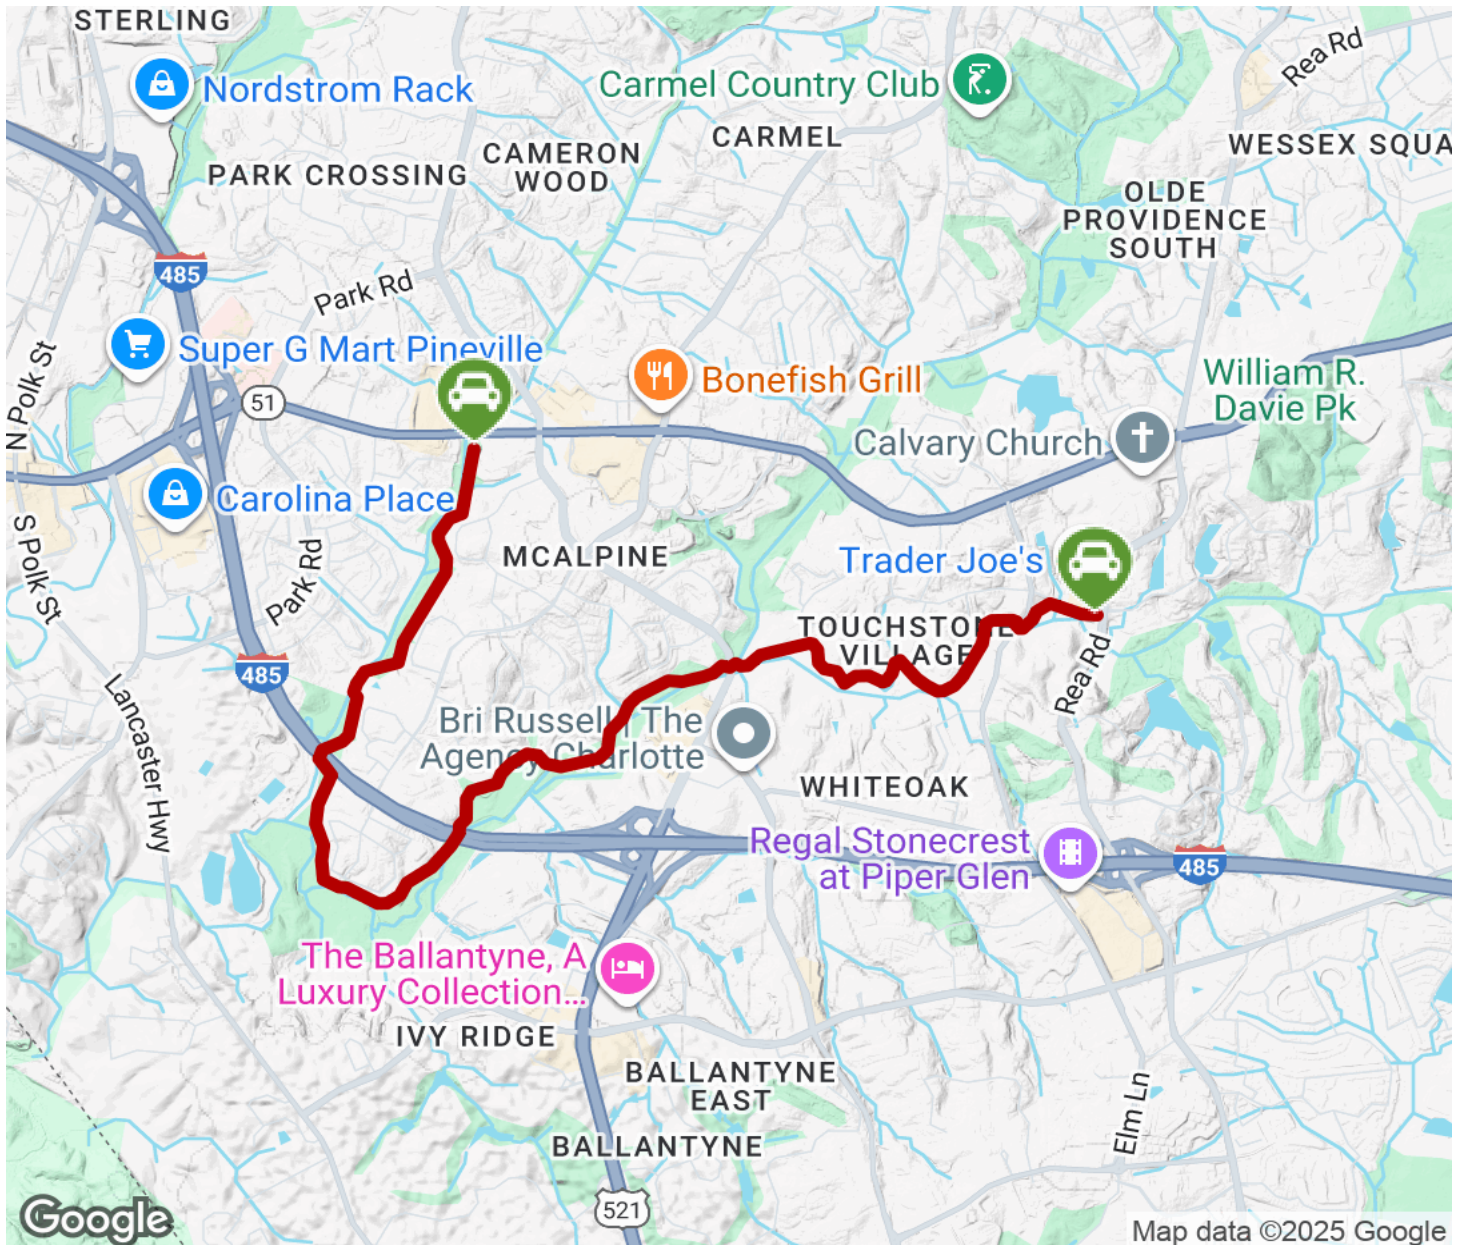 STERLING
Nordstrom Rack
Carmel Country Club
Rea Rd
CARMEL
WESSEX SQUA
CAMERON
WOOD
PARK CROSSING
OLDE
PROVIDENCE
SOUTH
485
Park Rd
Super G Mart Pineville
N Polk St
51
Bonefish Grill
William R.
Davie Pk
Calvary Church
Carolina Place
S Polk St
Park Rd
MCALPINE
Trader Joe's
TOUCHSTONE
VILLAGE
Rea Rd
485
Lancaster Hwy
Bri Russell | The
Agency Charlotte
WHITEOAK
Regal Stonecrest
at Piper Glen
485
The Ballantyne, A
Luxury Collection...
IVY RIDGE
BALLANTYNE
EAST
Elm Ln
BALLANTYNE
521
Google
Map data ©2025 Google